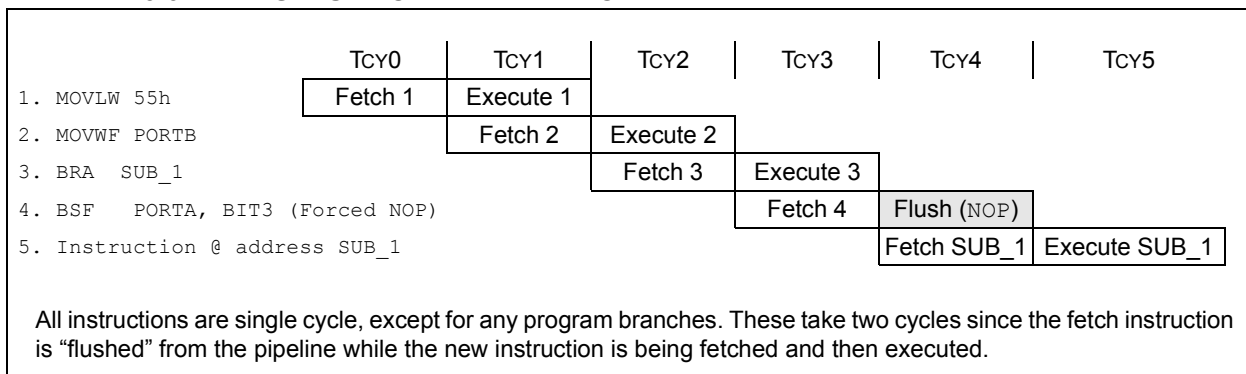 TCY0 TCY1 TCY2 TCY3 TCY4 TCY5
1. MOVLW 55h Fetch 1 Execute 1
2. MOVWF PORTB Fetch 2 Execute 2
3. BRA SUB_1 Fetch 3 Execute 3
4. BSF PORTA, BIT3 (Forced NOP) Fetch 4 Flush (NOP)
5. Instruction @ address SUB_1 Fetch SUB_1 Execute SUB_1
All instructions are single cycle, except for any program branches. These take two cycles since the fetch instruction
is “flushed” from the pipeline while the new instruction is being fetched and then executed.